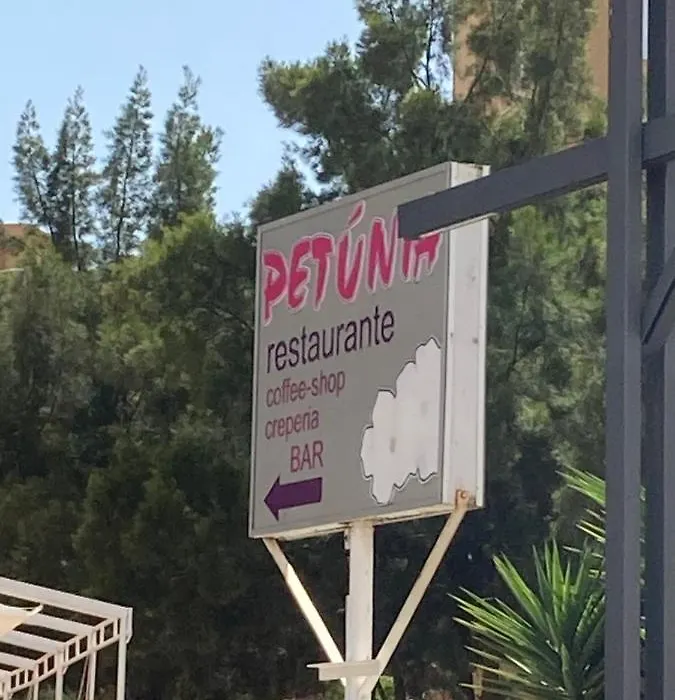 PETÚNIA
restaurante
coffee-shop
creperia
BAR